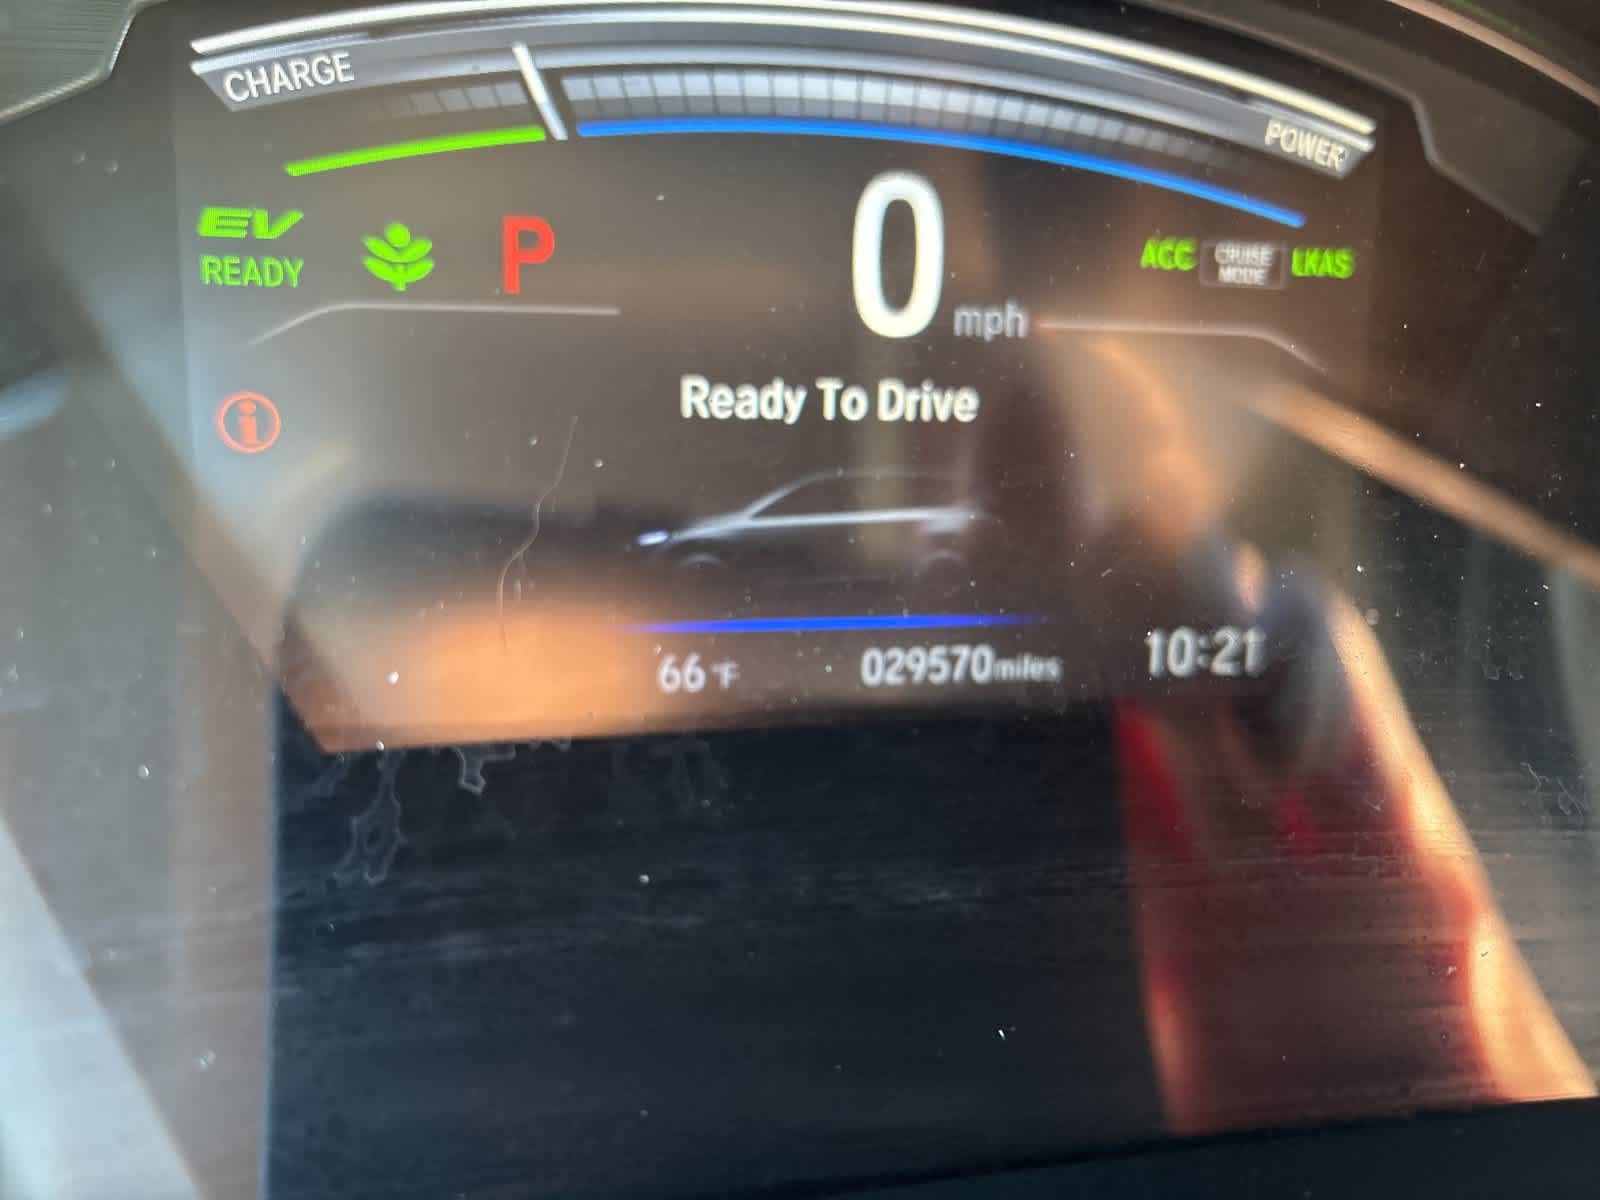 CHARGE
POWER
EV
READY
P
0
mph
ACC
CRUISE
MODE
LKAS
Ready To Drive
66°F
029570miles
10:21